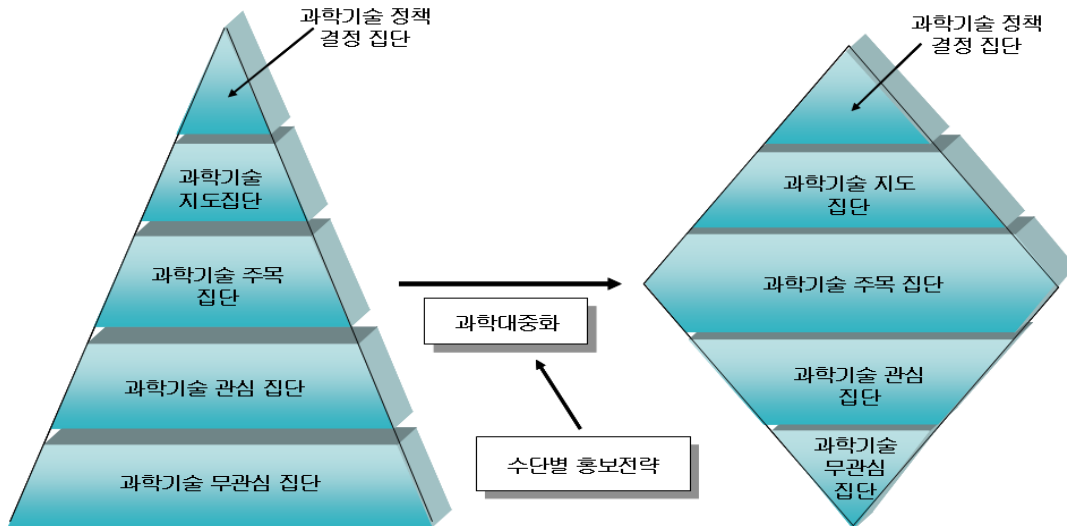 과학기술 정책
결정 집단
과학기술
지도집단
과학기술 주목
집단
과학기술 관심 집단
과학기술 무관심 집단
과학대중화
수단별 홍보전략
과학기술 정책
결정 집단
과학기술 지도
집단
과학기술 주목 집단
과학기술 관심
집단
과학기술
무관심
집단